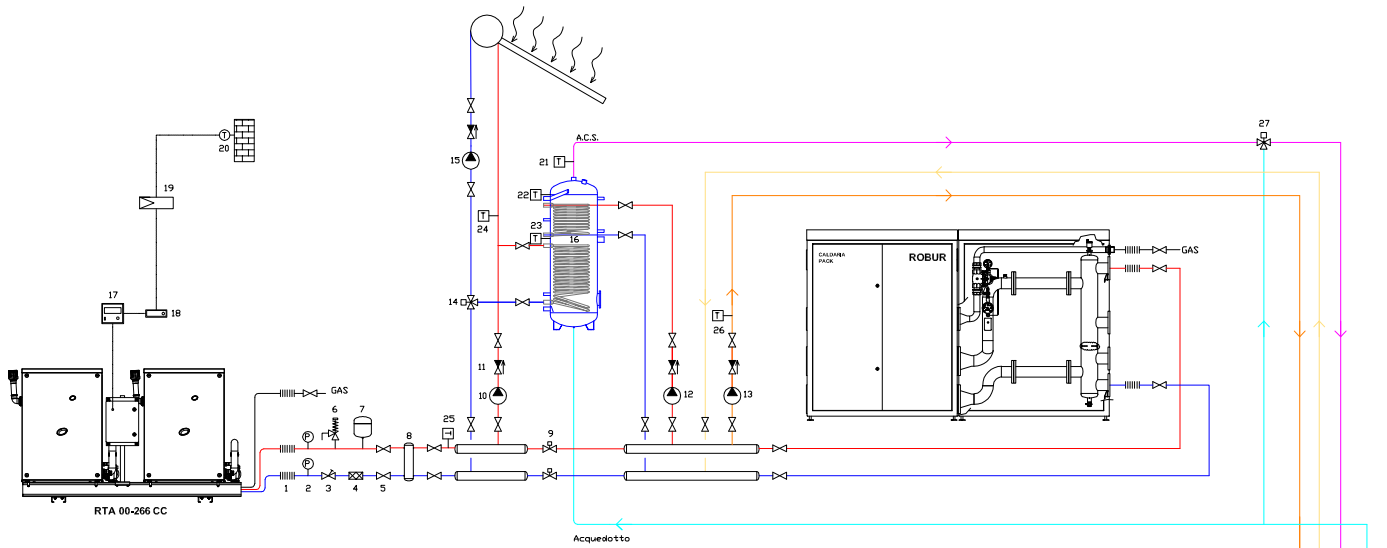 A.C.S.
27
21
15
20
19
22
23
16
24
14
17
18
26
CALDARIA
PACK
ROBUR
GAS
GAS
11
10
12
13
6
7
8
25
9
P
P
1
2
3
4
5
T
T
T
T
T
T
T
RTA 00-266 CC
Acquedotto